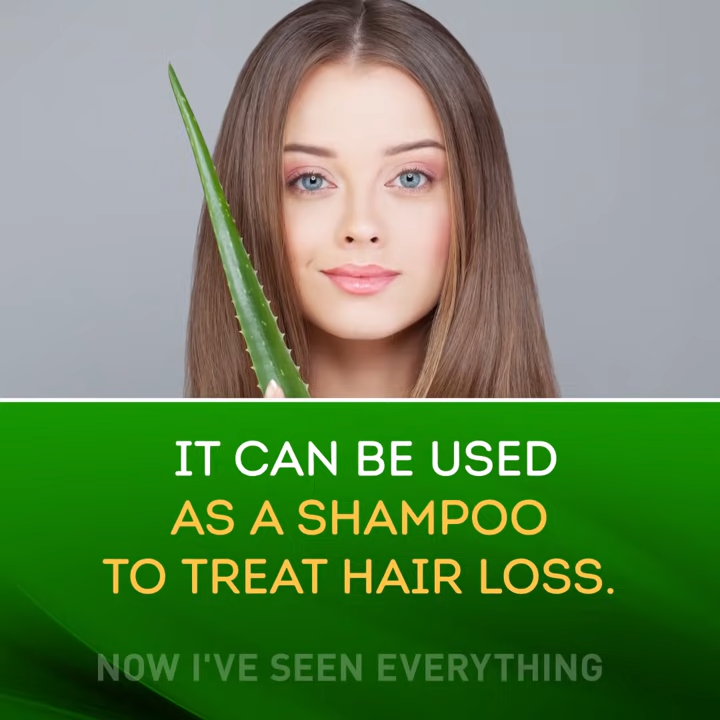 IT CAN BE USED
AS A SHAMPOO
TO TREAT HAIR LOSS.
NOW I'VE SEEN EVERYTHING